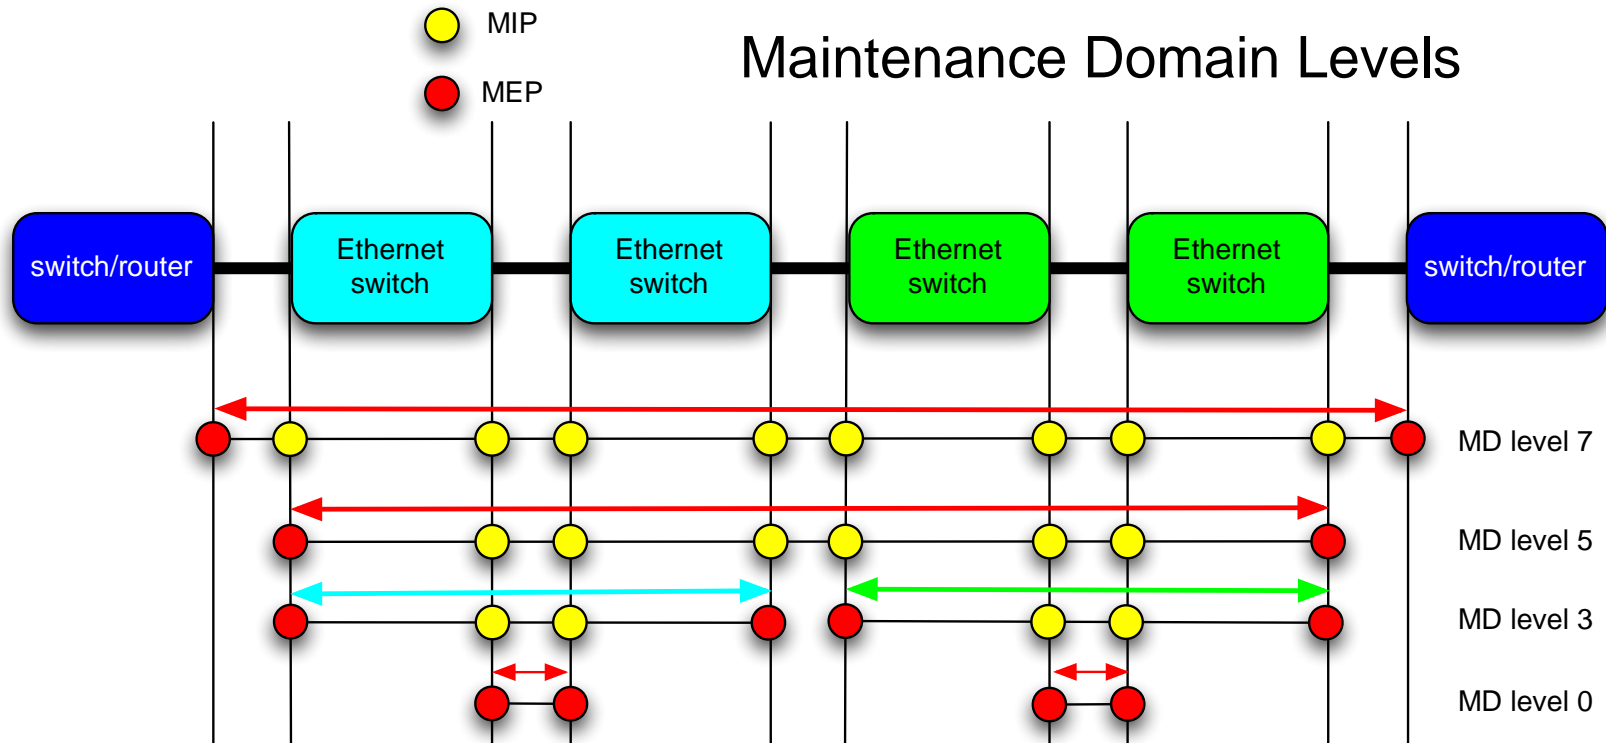 MIP
Maintenance Domain Levels
MEP
switch/router
Ethernet
switch
Ethernet
switch
Ethernet
switch
Ethernet
switch
switch/router
MD level 7
MD level 5
MD level 3
MD level 0